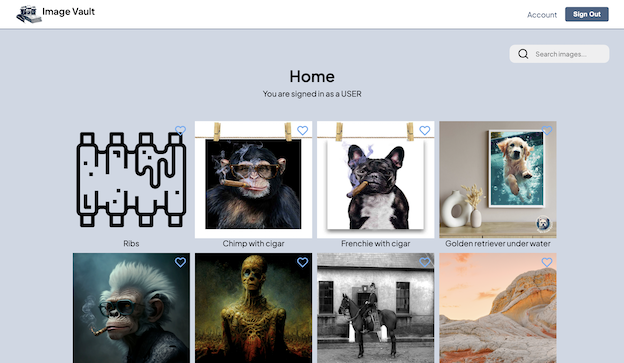 Image Vault
Account
Sign Out
Search images...
Home
You are signed in as a USER
Ribs
Chimp with cigar
Frenchie with cigar
Golden retriever under water